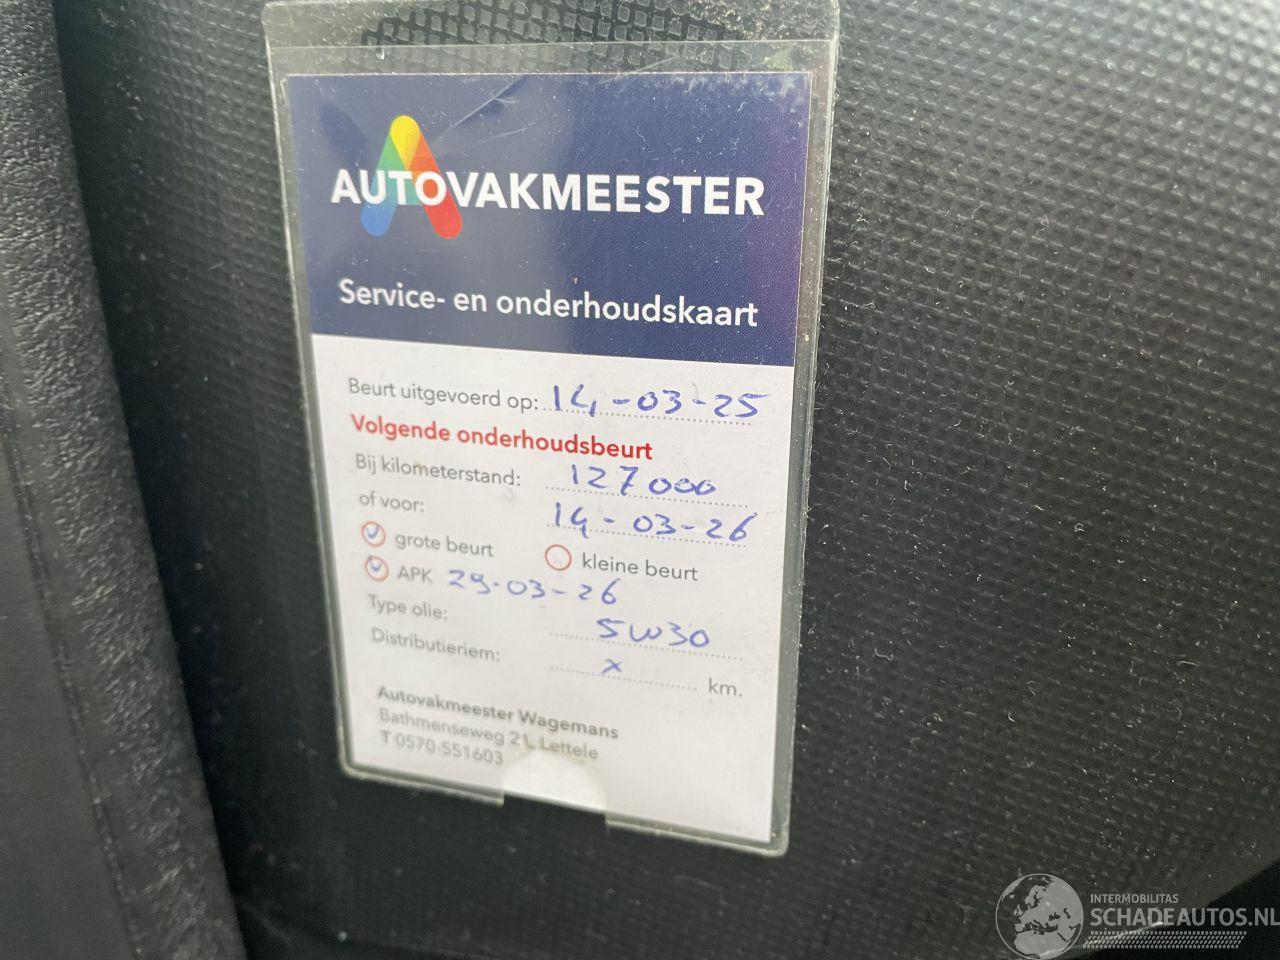 AUTOVAKMEESTER
Service- en onderhoudskaart
Beurt uitgevoerd op: 14-03-25
Volgende onderhoudsbeurt
Bij kilometerstand: 127000
of voor: 14-03-26
grote beurt kleine beurt
APK 29-03-26
Type olie: 5W30
Distributieriem: x km.
Autovakmeester Wagemans
Bathmenseweg 21, Lettele
T 0570-551603
INTERMOBILITAS
SCHADEAUTOS.NL